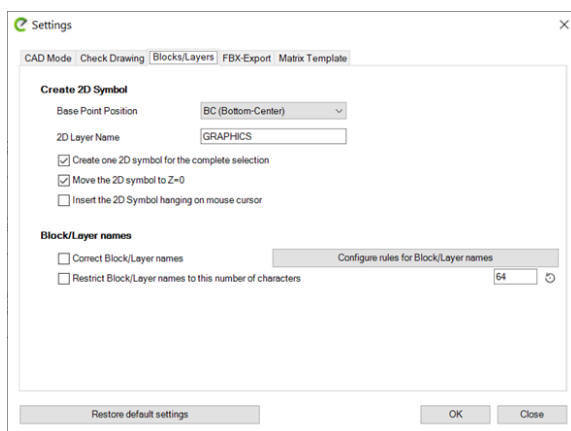 Settings
CAD Mode Check Drawing Blocks/Layers FBX-Export Matrix Template
Create 2D Symbol
Base Point Position BC (Bottom-Center)
2D Layer Name GRAPHICS
Create one 2D symbol for the complete selection
Move the 2D symbol to Z=0
Insert the 2D Symbol hanging on mouse cursor
Block/Layer names
Correct Block/Layer names Configure rules for Block/Layer names
Restrict Block/Layer names to this number of characters 64
Restore default settings OK Close